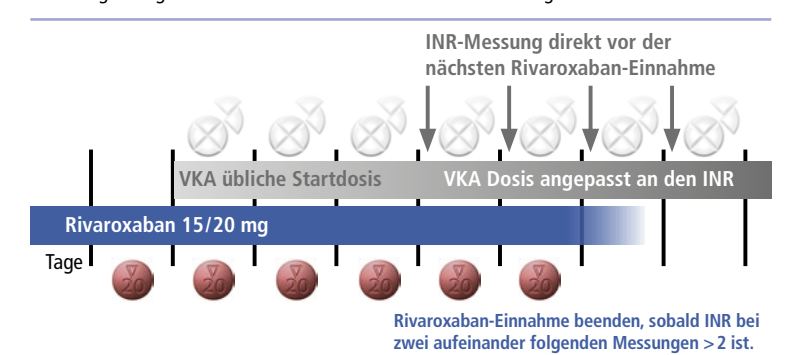 INR-Messung direkt vor der
nächsten Rivaroxaban-Einnahme
VKA übliche Startdosis
VKA Dosis angepasst an den INR
Rivaroxaban 15/20 mg
Tage
20
20
20
20
20
20
Rivaroxaban-Einnahme beenden, sobald INR bei
zwei aufeinander folgenden Messungen > 2 ist.